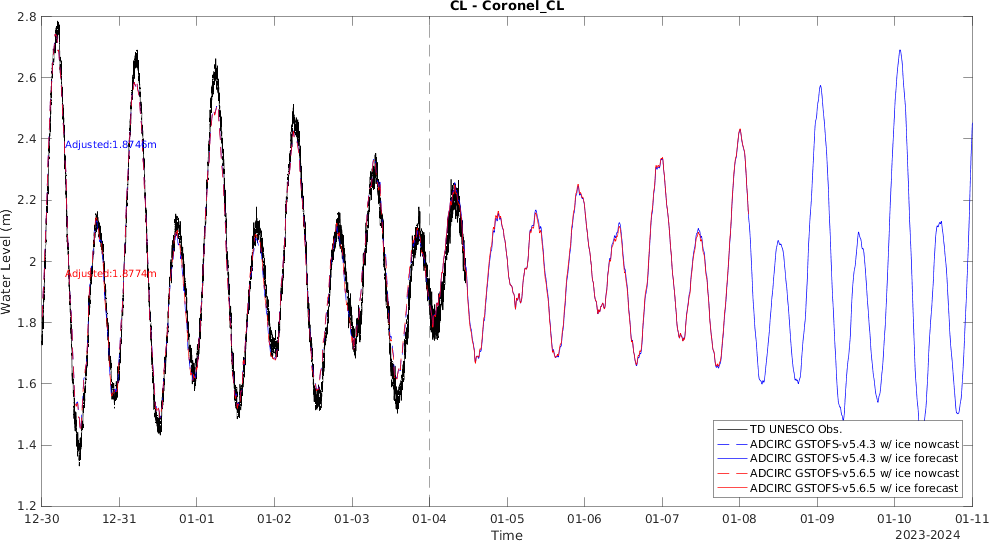 CL - Coronel_CL
2.8
2.6
2.4
2.2
2
1.8
1.6
1.4
1.2
Water Level (m)
Adjusted:1.8746m
Adjusted:1.8774m
TD UNESCO Obs.
ADCIRC GSTOFS-v5.4.3 w/ ice nowcast
ADCIRC GSTOFS-v5.4.3 w/ ice forecast
ADCIRC GSTOFS-v5.6.5 w/ ice nowcast
ADCIRC GSTOFS-v5.6.5 w/ ice forecast
12-30 12-31 01-01 01-02 01-03 01-04 01-05 01-06 01-07 01-08 01-09 01-10 01-11
Time
2023-2024